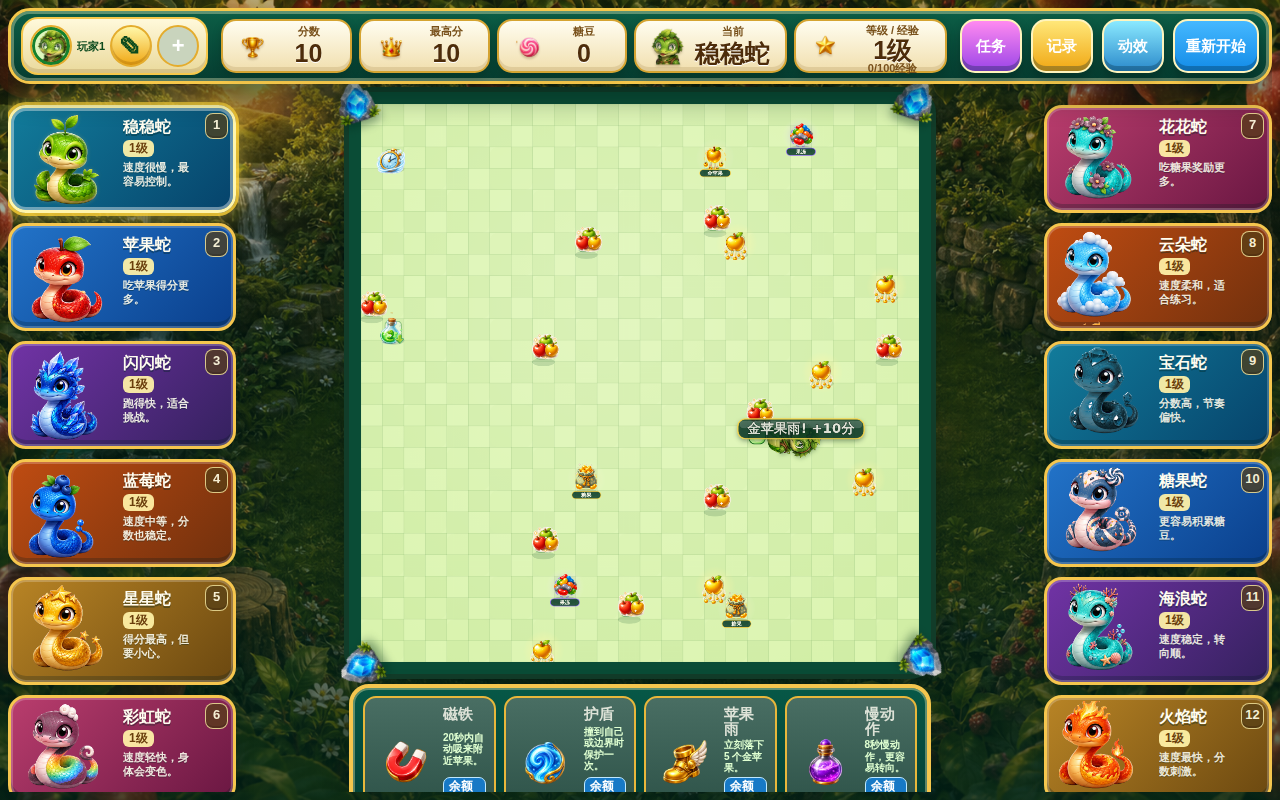 玩家1
分数
10
最高分
10
糖豆
0
当前
稳稳蛇
等级 / 经验
1级
0/100经验
任务
记录
动效
重新开始
稳稳蛇
1
1级
速度很慢，最
容易控制。
苹果蛇
2
1级
吃苹果得分更
多。
闪闪蛇
3
1级
跑得快，适合
挑战。
蓝莓蛇
4
1级
速度中等，分
数也稳定。
星星蛇
5
1级
得分最高，但
要小心。
彩虹蛇
6
1级
速度轻快，身
体会变色。
果冻
金苹果
金苹果雨! +10分
糖果
果冻
糖果
磁铁
20秒内自
动吸来附
近苹果。
余额
护盾
撞到自己
或边界时
保护一
次。
余额
苹果
雨
立刻落下
5 个金苹
果。
余额
慢动
作
8秒慢动
作，更容
易转向。
余额
花花蛇
7
1级
吃糖果奖励更
多。
云朵蛇
8
1级
速度柔和，适
合练习。
宝石蛇
9
1级
分数高，节奏
偏快。
糖果蛇
10
1级
更容易积累糖
豆。
海浪蛇
11
1级
速度稳定，转
向顺。
火焰蛇
12
1级
速度最快，分
数刺激。